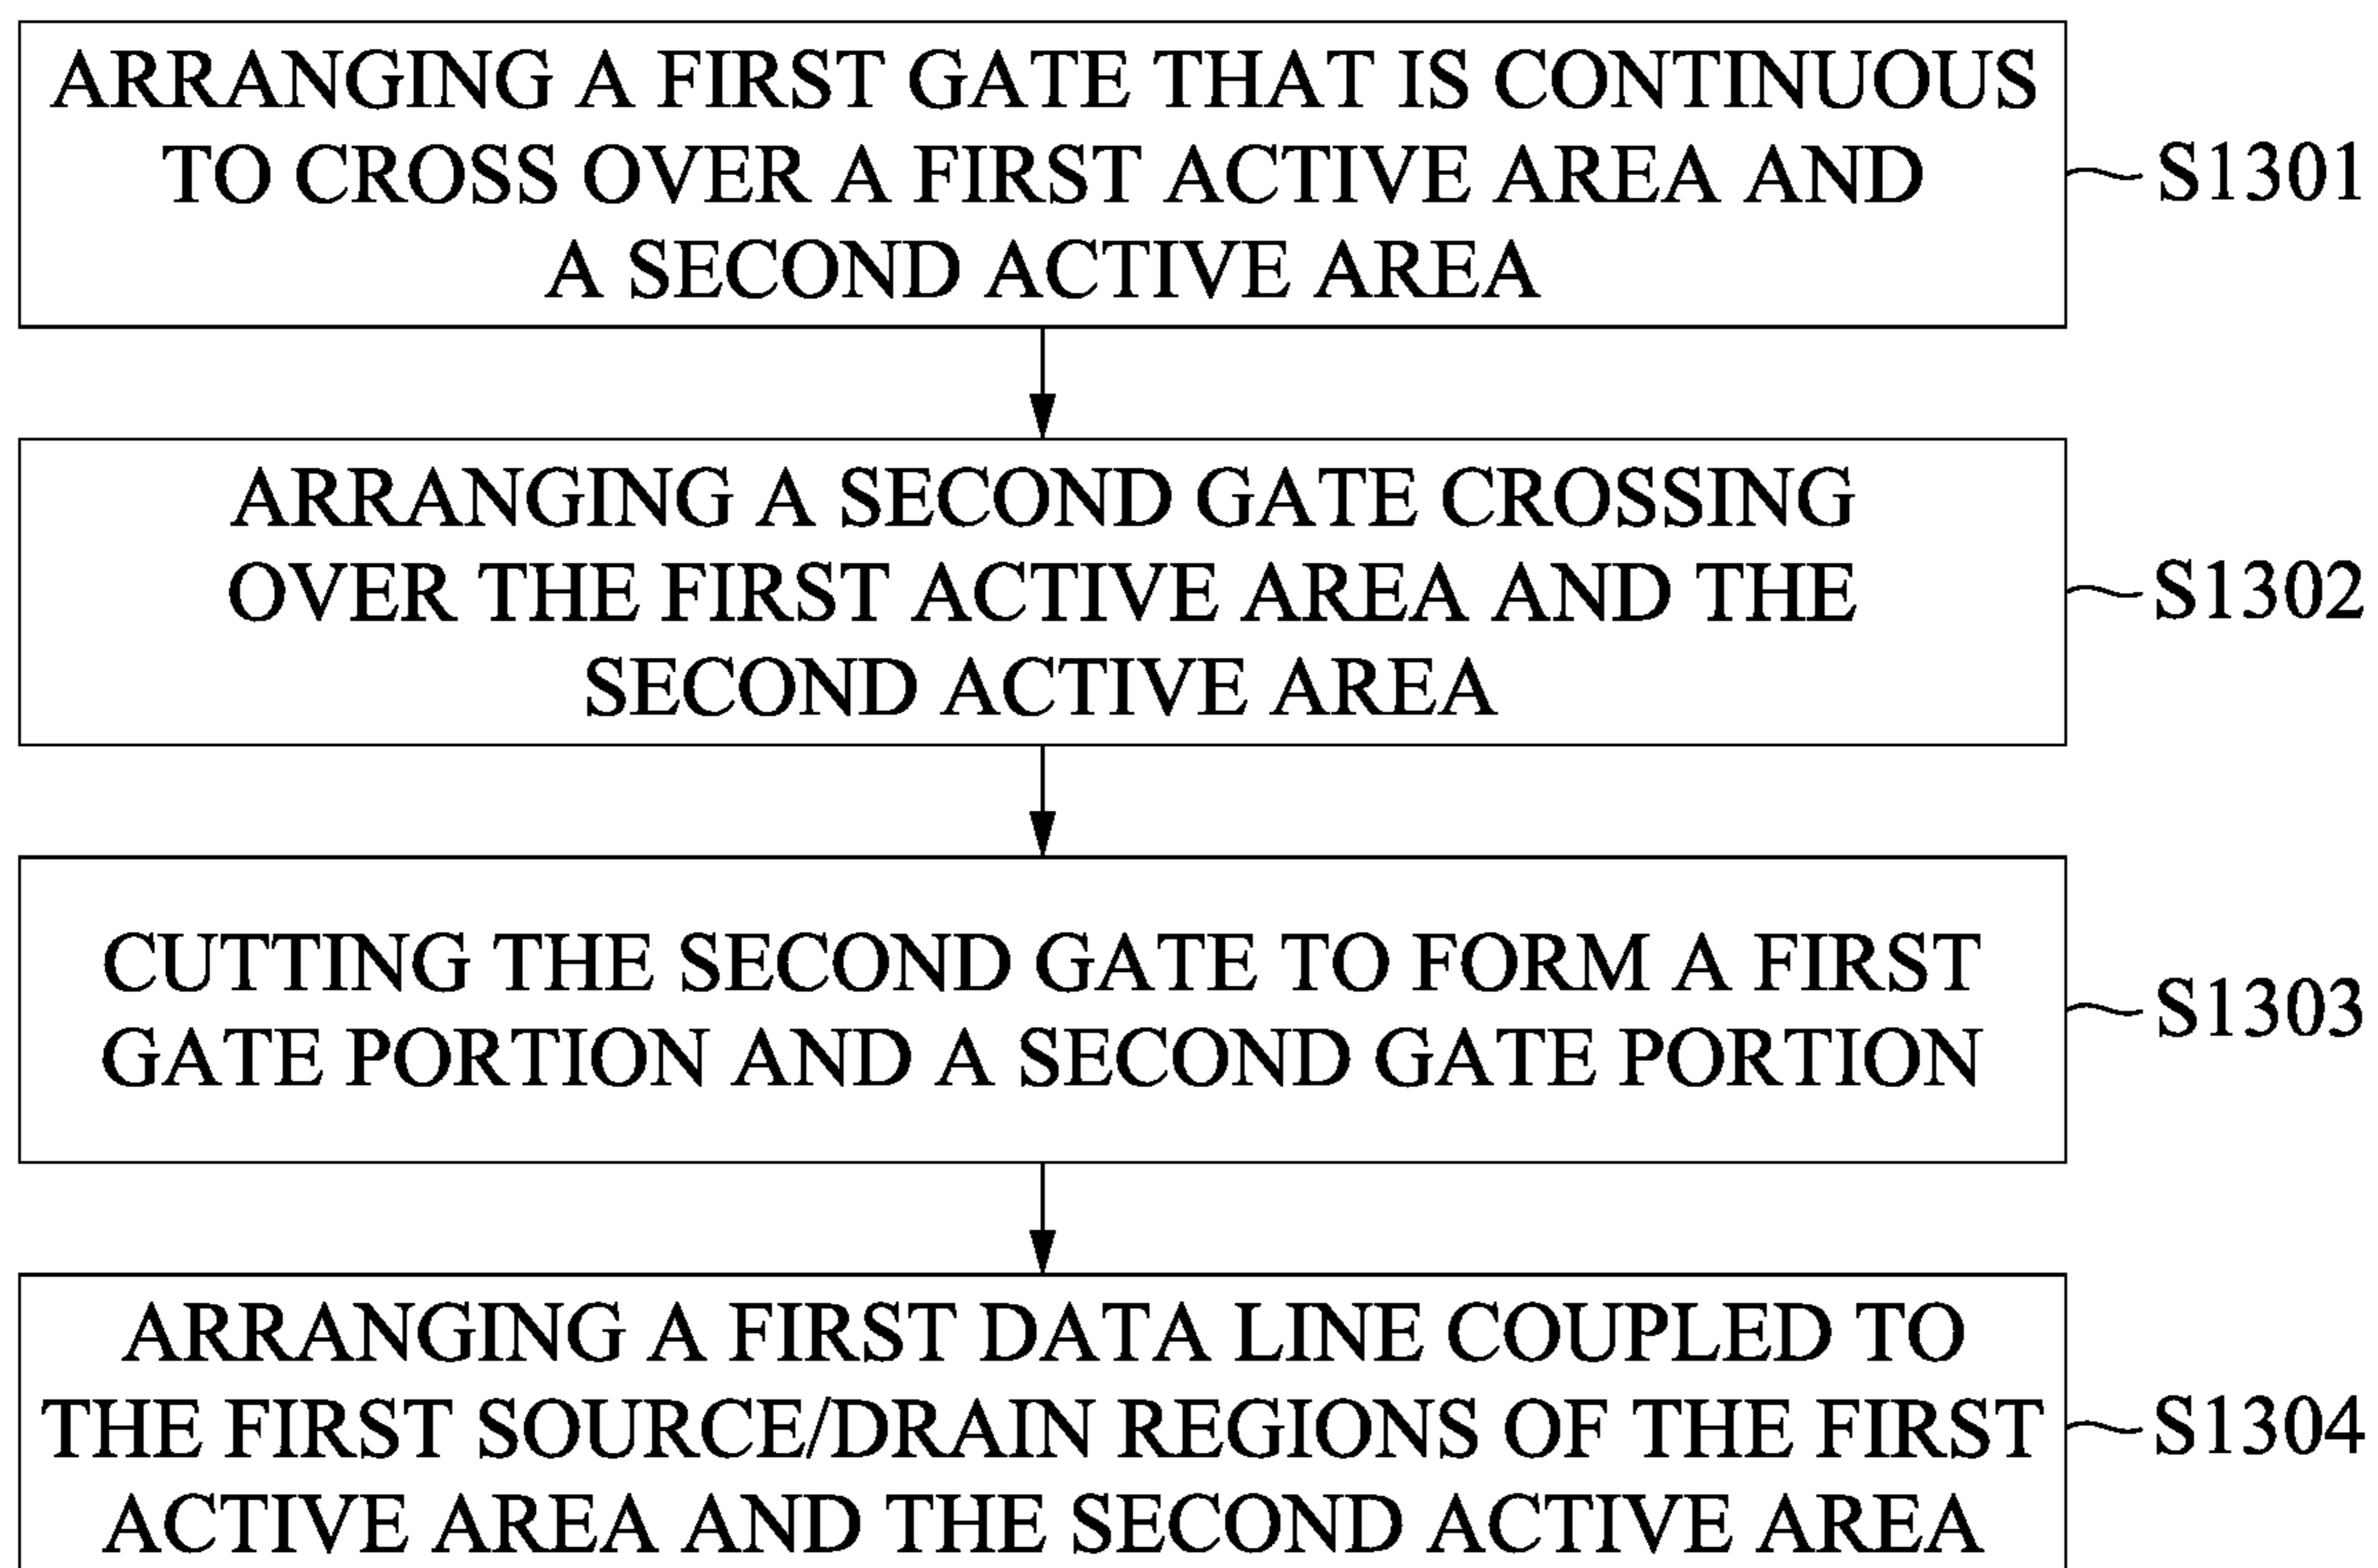 ARRANGING A FIRST GATE THAT IS CONTINUOUS
TO CROSS OVER A FIRST ACTIVE AREA AND
A SECOND ACTIVE AREA
S1301
ARRANGING A SECOND GATE CROSSING
OVER THE FIRST ACTIVE AREA AND THE
SECOND ACTIVE AREA
S1302
CUTTING THE SECOND GATE TO FORM A FIRST
GATE PORTION AND A SECOND GATE PORTION
S1303
ARRANGING A FIRST DATA LINE COUPLED TO
THE FIRST SOURCE/DRAIN REGIONS OF THE FIRST
ACTIVE AREA AND THE SECOND ACTIVE AREA
S1304